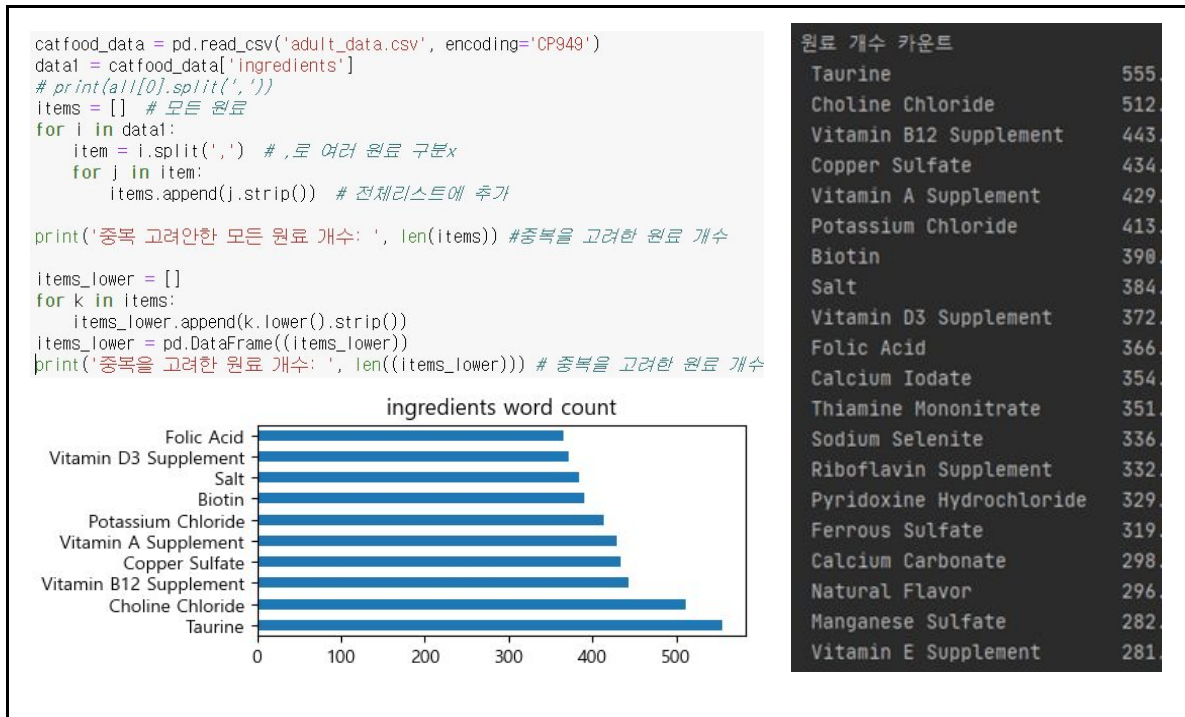 catfood_data = pd.read_csv('adult_data.csv', encoding='CP949')
data1 = catfood_data['ingredients']
# print(all[0].split(','))
items = []  # 모든 원료
for i in data1:
    item = i.split(',')  # ,로 여러 원료 구분x
    for j in item:
        items.append(j.strip())  # 전체리스트에 추가
print('중복 고려안한 모든 원료 개수: ', len(items)) #중복을 고려한 원료 개수
items_lower = []
for k in items:
    items_lower.append(k.lower().strip())
items_lower = pd.DataFrame((items_lower))
print('중복을 고려한 원료 개수: ', len((items_lower))) # 중복을 고려한 원료 개수
ingredients word count
Folic Acid
Vitamin D3 Supplement
Salt
Biotin
Potassium Chloride
Vitamin A Supplement
Copper Sulfate
Vitamin B12 Supplement
Choline Chloride
Taurine
0 100 200 300 400 500
원료 개수 카운트
Taurine 555.
Choline Chloride 512.
Vitamin B12 Supplement 443.
Copper Sulfate 434.
Vitamin A Supplement 429.
Potassium Chloride 413.
Biotin 390.
Salt 384.
Vitamin D3 Supplement 372.
Folic Acid 366.
Calcium Iodate 354.
Thiamine Mononitrate 351.
Sodium Selenite 336.
Riboflavin Supplement 332.
Pyridoxine Hydrochloride 329.
Ferrous Sulfate 319.
Calcium Carbonate 298.
Natural Flavor 296.
Manganese Sulfate 282.
Vitamin E Supplement 281.